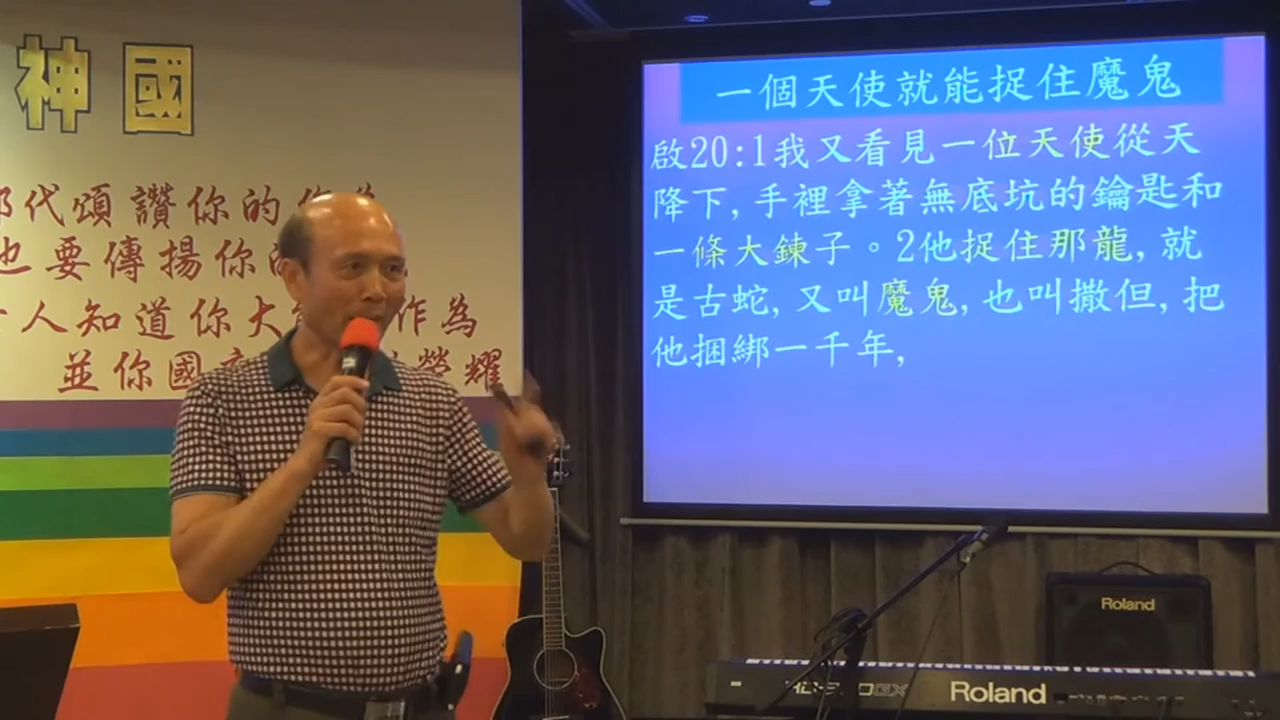 神國
代頌讚你的
也要傳揚你的
人知道你大 作為
並你國 榮耀
一個天使就能捉住魔鬼
啟20:1我又看見一位天使從天
降下,手裡拿著無底坑的鑰匙和
一條大鍊子。2他捉住那龍,就
是古蛇,又叫魔鬼,也叫撒但,把
他捆綁一千年,
Roland
Roland